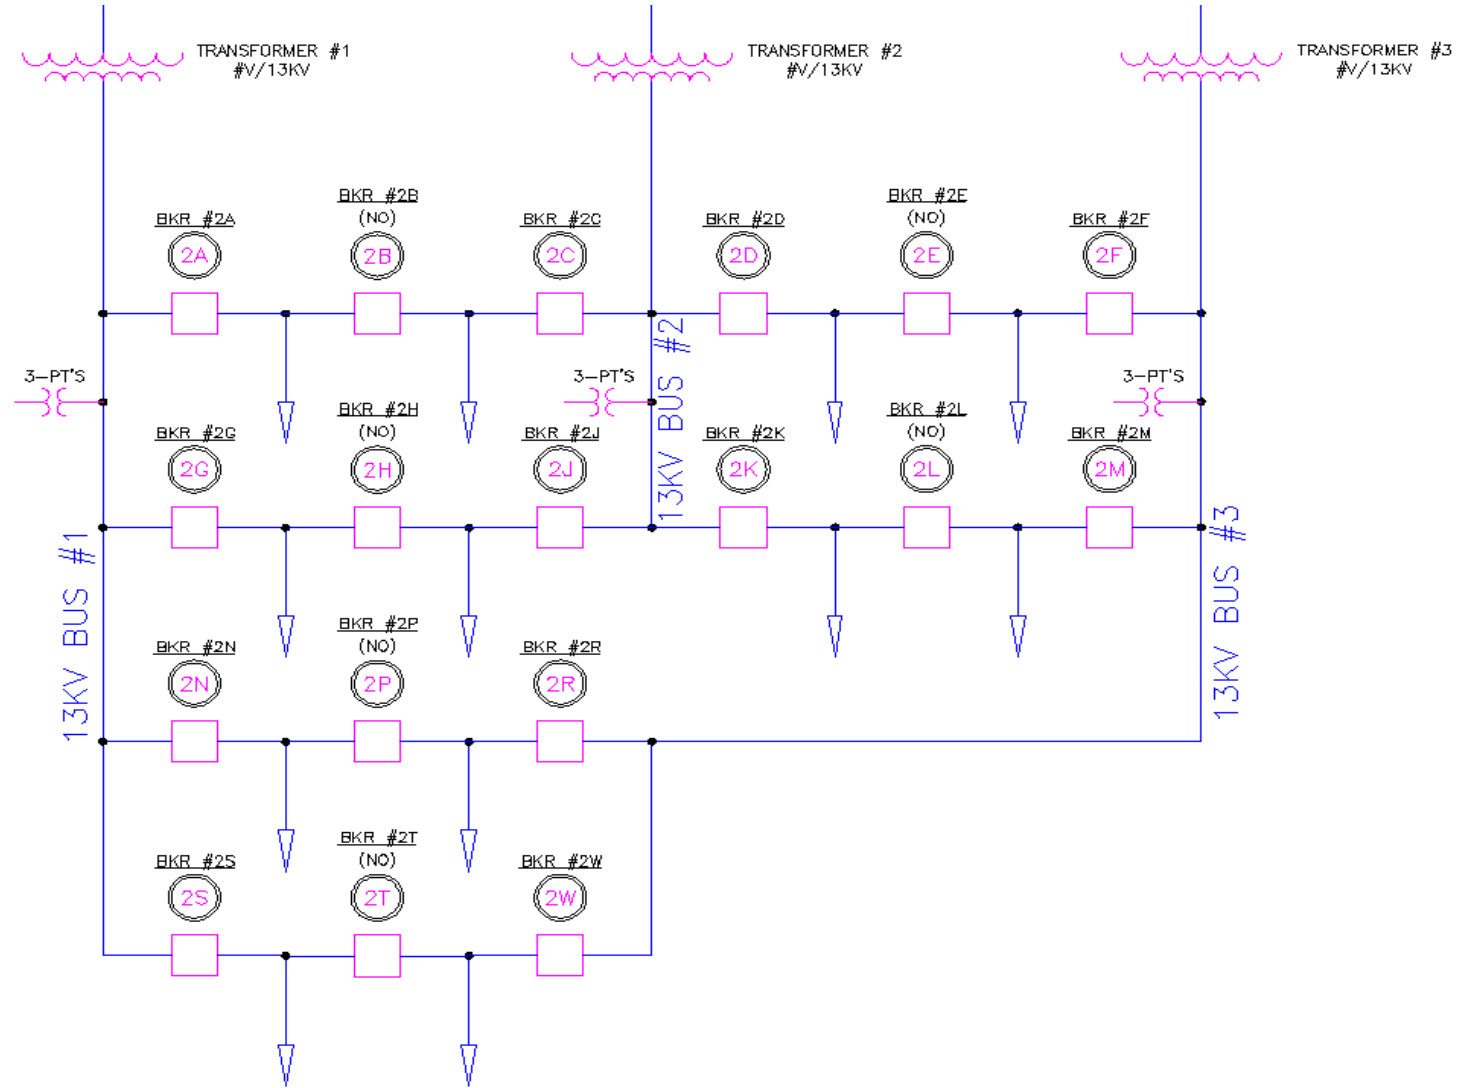 TRANSFORMER #1
#V/13KV
TRANSFORMER #2
#V/13KV
TRANSFORMER #3
#V/13KV
BKR #2A
BKR #2B
(NO)
BKR #2C
BKR #2D
BKR #2E
(NO)
BKR #2F
2A
2B
2C
2D
2E
2F
13KV BUS #2
3-PT'S
3-PT'S
3-PT'S
BKR #2G
BKR #2H
(NO)
BKR #2J
BKR #2K
BKR #2L
(NO)
BKR #2M
2G
2H
2J
2K
2L
2M
13KV BUS #1
13KV BUS #3
BKR #2N
BKR #2P
(NO)
BKR #2R
2N
2P
2R
BKR #2S
BKR #2T
(NO)
BKR #2W
2S
2T
2W